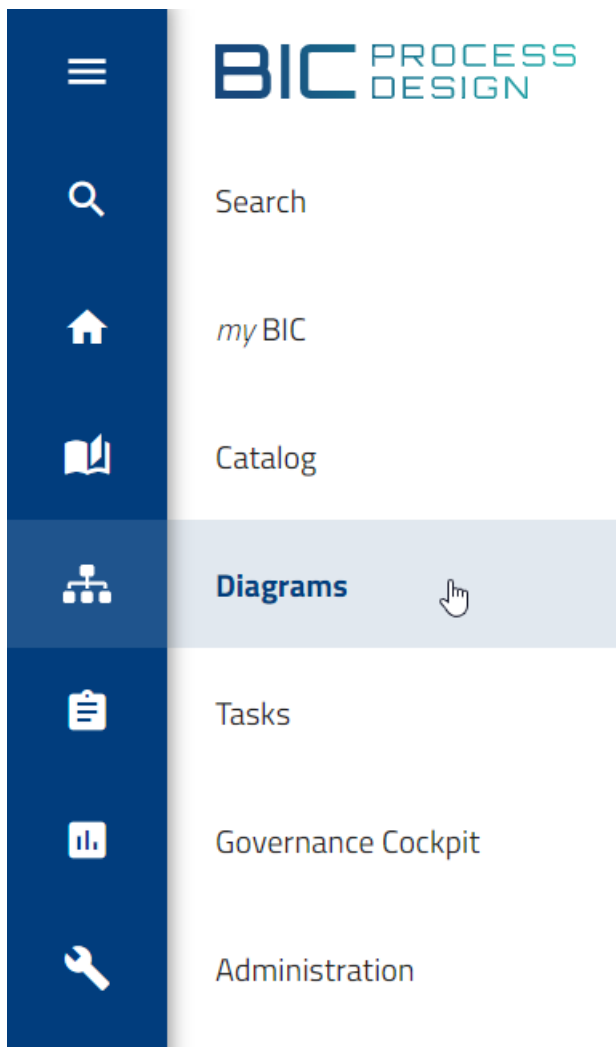 BIC PROCESS
DESIGN
Search
my BIC
Catalog
Diagrams
Tasks
Governance Cockpit
Administration